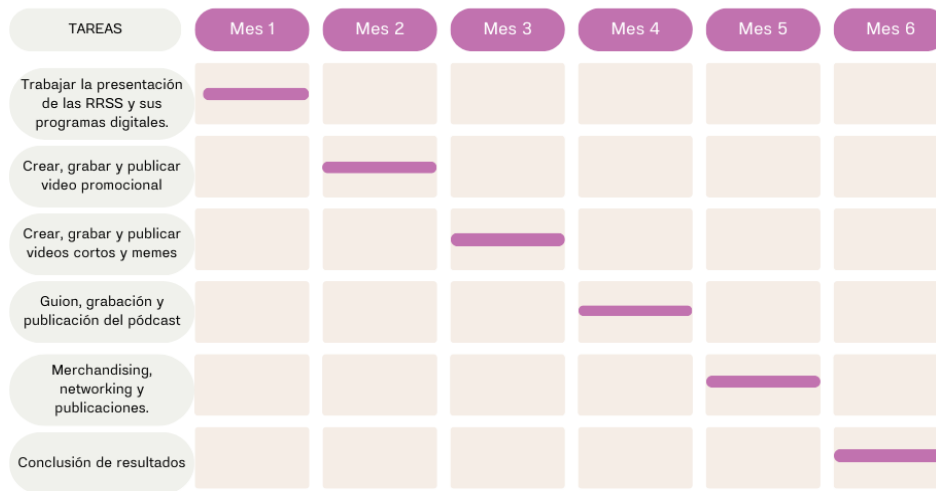 TAREAS
Mes 1
Mes 2
Mes 3
Mes 4
Mes 5
Mes 6
Trabajar la presentación
de las RRSS y sus
programas digitales.
Crear, grabar y publicar
video promocional
Crear, grabar y publicar
videos cortos y memes
Guion, grabación y
publicación del pódcast
Merchandising,
networking y
publicaciones.
Conclusión de resultados